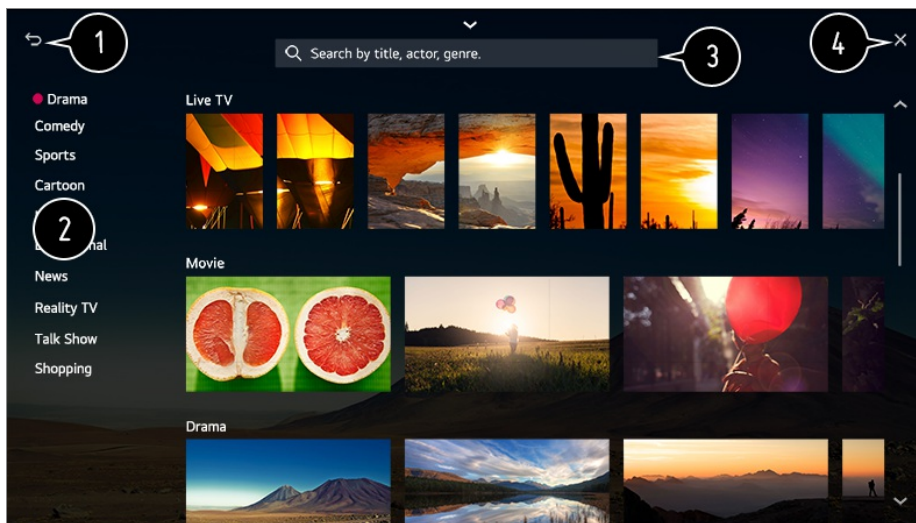 1
3
4
Search by title, actor, genre.
Drama
Comedy
Sports
Cartoon
2
News
Reality TV
Talk Show
Shopping
Live TV
Movie
Drama